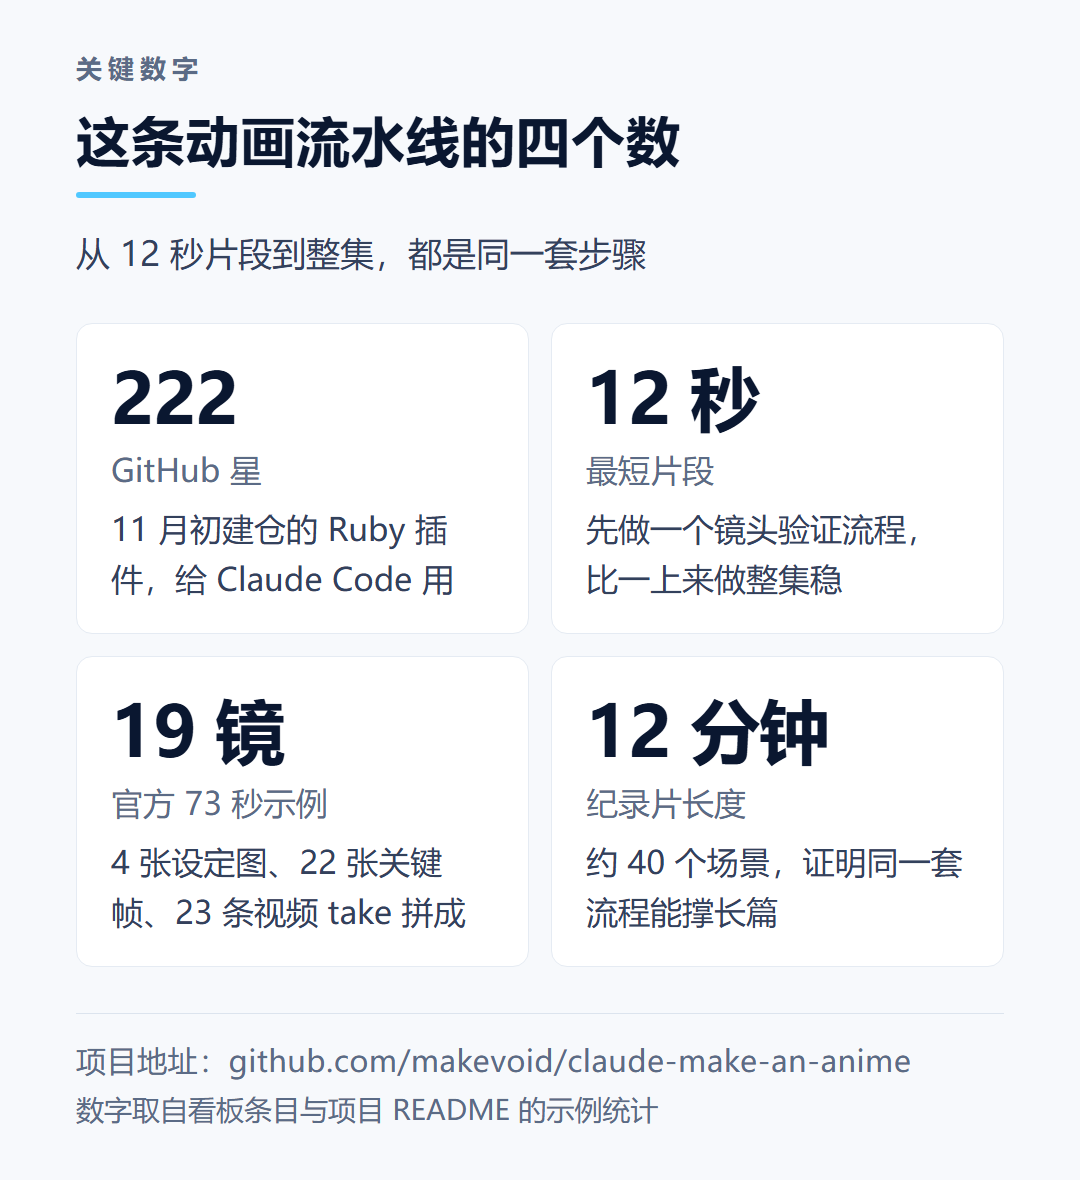 关键数字
这条动画流水线的四个数
从 12 秒片段到整集，都是同一套步骤
222
GitHub 星
11 月初建仓的 Ruby 插
件，给 Claude Code 用
12 秒
最短片段
先做一个镜头验证流程，
比一上来做整集稳
19 镜
官方 73 秒示例
4 张设定图、22 张关键
帧、23 条视频 take 拼成
12 分钟
纪录片长度
约 40 个场景，证明同一套
流程能撑长篇
项目地址：github.com/makevoid/claude-make-an-anime
数字取自看板条目与项目 README 的示例统计